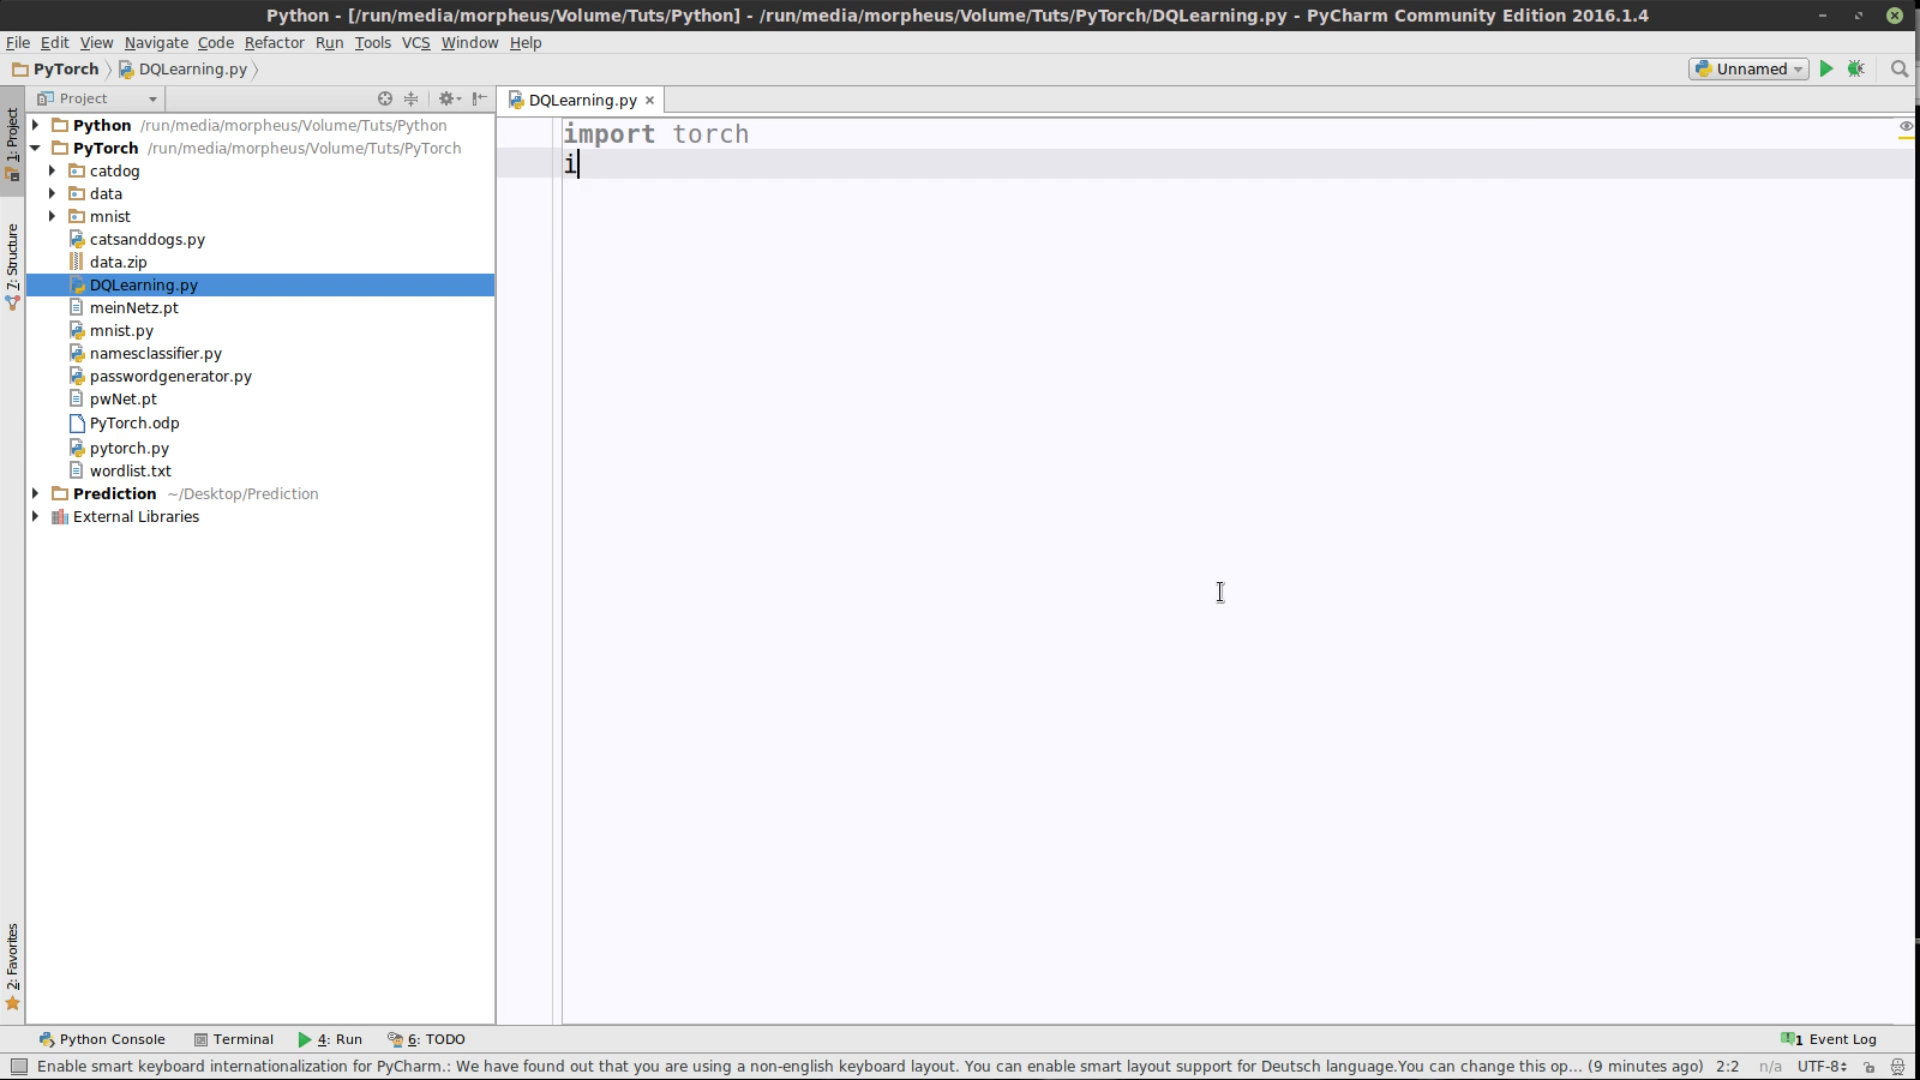 Python - [/run/media/morpheus/Volume/Tuts/Python] - /run/media/morpheus/Volume/Tuts/PyTorch/DQLearning.py - PyCharm Community Edition 2016.1.4
File Edit View Navigate Code Refactor Run Tools VCS Window Help
PyTorch DQLearning.py Unnamed
Project
DQLearning.py
1: Project
7: Structure
2: Favorites
Python /run/media/morpheus/Volume/Tuts/Python
PyTorch /run/media/morpheus/Volume/Tuts/PyTorch
catdog
data
mnist
catsanddogs.py
data.zip
DQLearning.py
meinNetz.pt
mnist.py
namesclassifier.py
passwordgenerator.py
pwNet.pt
PyTorch.odp
pytorch.py
wordlist.txt
Prediction ~/Desktop/Prediction
External Libraries
import torch
i
Python Console Terminal 4: Run 6: TODO 1 Event Log
Enable smart keyboard internationalization for PyCharm.: We have found out that you are using a non-english keyboard layout. You can enable smart layout support for Deutsch language.You can change this op... (9 minutes ago) 2:2 n/a UTF-8